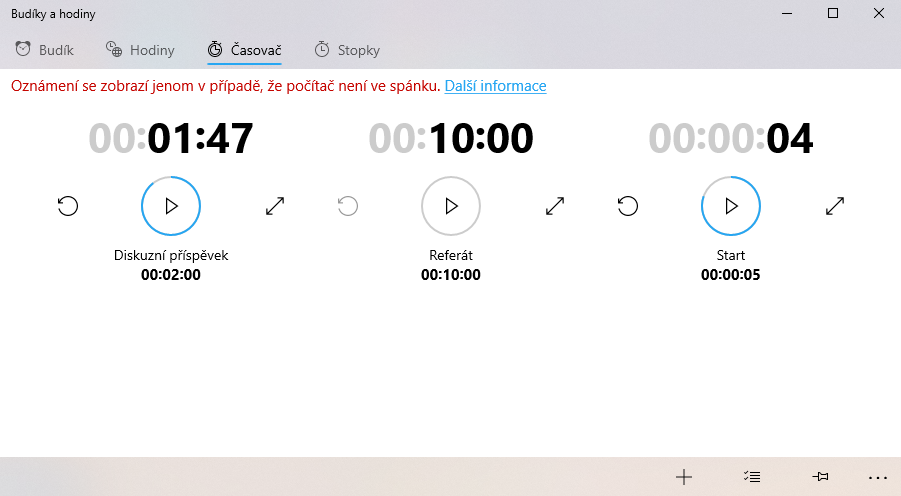 Budíky a hodiny
Budík Hodiny Časovač Stopky
Oznámení se zobrazí jenom v případě, že počítač není ve spánku. Další informace
00:01:47 00:10:00 00:00:04
Diskuzní příspěvek Referát Start
00:02:00 00:10:00 00:00:05